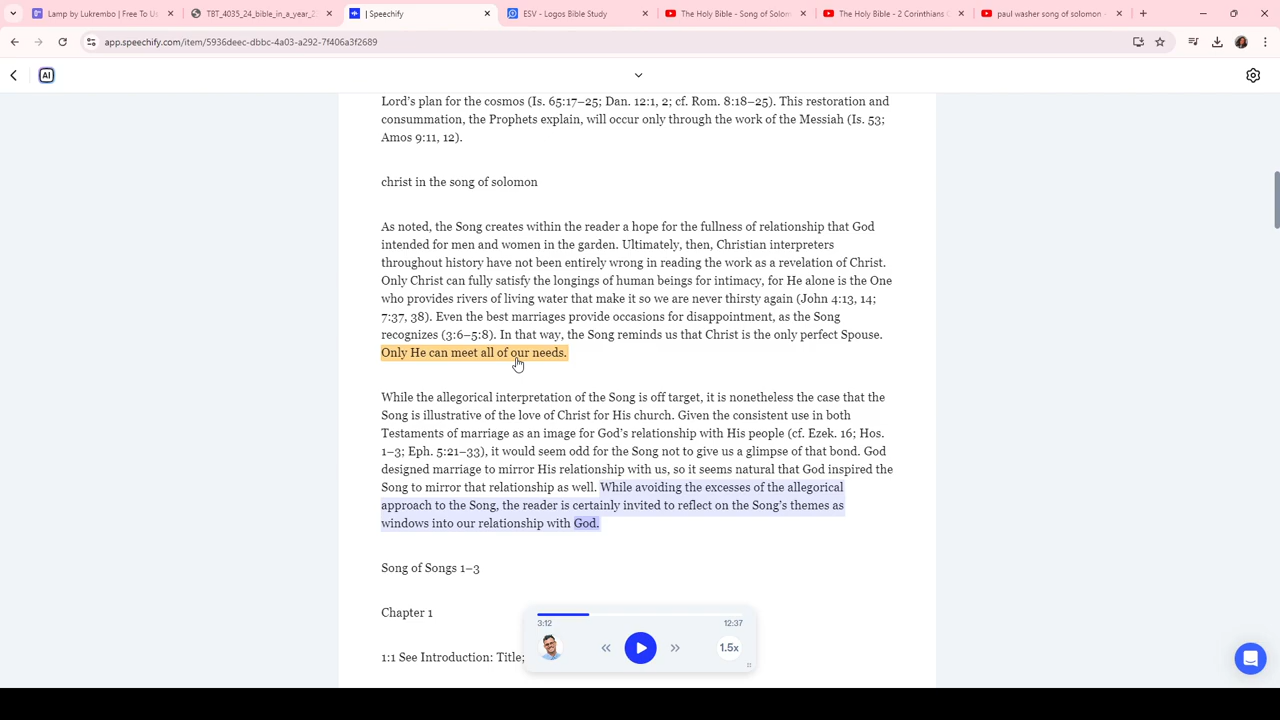 Lamp by Lukrembo | Free To Us
TBT_4035_24_bible_in_a_year_2
| Speechify
ESV - Logos Bible Study
The Holy Bible - Song of Solom
The Holy Bible - 2 Corinthians
paul washer song of solomon -
app.speechify.com/item/5936deec-dbbc-4a03-a292-7f406a3f2689
AI
Lord's plan for the cosmos (Is. 65:17–25; Dan. 12:1, 2; cf. Rom. 8:18–25). This restoration and
consummation, the Prophets explain, will occur only through the work of the Messiah (Is. 53;
Amos 9:11, 12).
christ in the song of solomon
As noted, the Song creates within the reader a hope for the fullness of relationship that God
intended for men and women in the garden. Ultimately, then, Christian interpreters
throughout history have not been entirely wrong in reading the work as a revelation of Christ.
Only Christ can fully satisfy the longings of human beings for intimacy, for He alone is the One
who provides rivers of living water that make it so we are never thirsty again (John 4:13, 14;
7:37, 38). Even the best marriages provide occasions for disappointment, as the Song
recognizes (3:6–5:8). In that way, the Song reminds us that Christ is the only perfect Spouse.
Only He can meet all of our needs.
While the allegorical interpretation of the Song is off target, it is nonetheless the case that the
Song is illustrative of the love of Christ for His church. Given the consistent use in both
Testaments of marriage as an image for God's relationship with His people (cf. Ezek. 16; Hos.
1–3; Eph. 5:21–33), it would seem odd for the Song not to give us a glimpse of that bond. God
designed marriage to mirror His relationship with us, so it seems natural that God inspired the
Song to mirror that relationship as well. While avoiding the excesses of the allegorical
approach to the Song, the reader is certainly invited to reflect on the Song's themes as
windows into our relationship with God.
Song of Songs 1–3
Chapter 1
1:1 See Introduction: Title;
3:12
12:37
1.5x